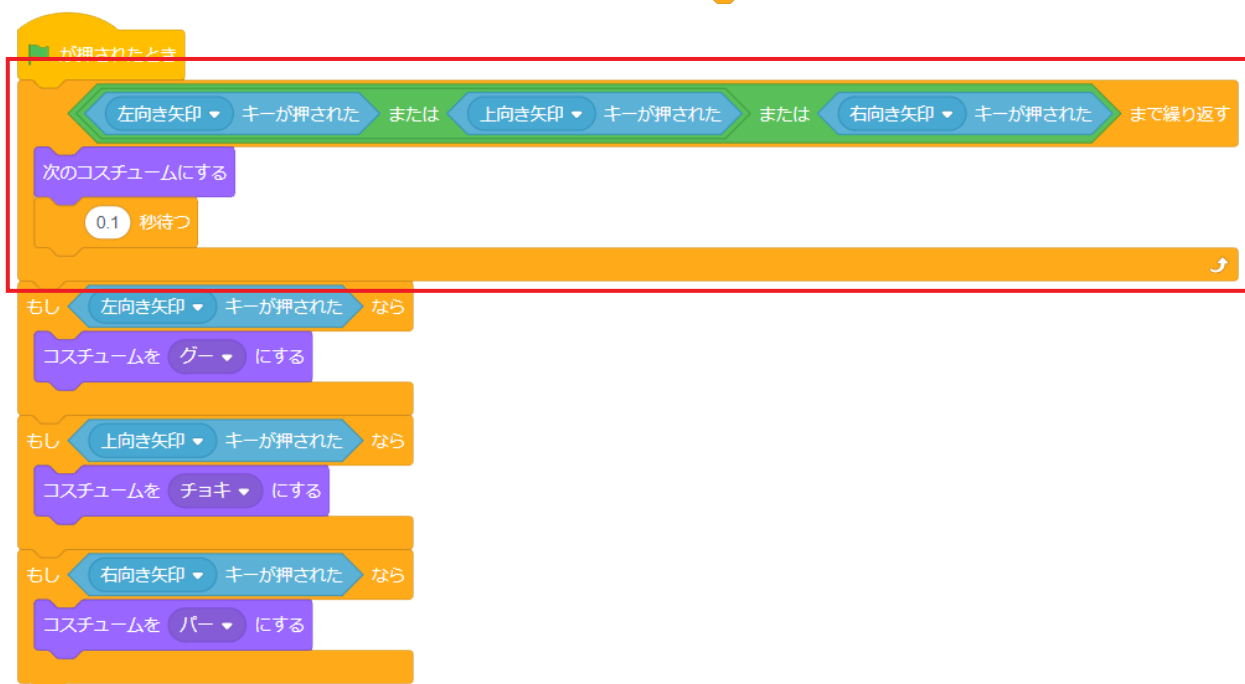 が押されたとき
左向き矢印 キーが押された または 上向き矢印 キーが押された または 右向き矢印 キーが押された まで繰り返す
次のコスチュームにする
0.1 秒待つ
もし 左向き矢印 キーが押された なら
コスチュームを グー にする
もし 上向き矢印 キーが押された なら
コスチュームを チョキ にする
もし 右向き矢印 キーが押された なら
コスチュームを パー にする